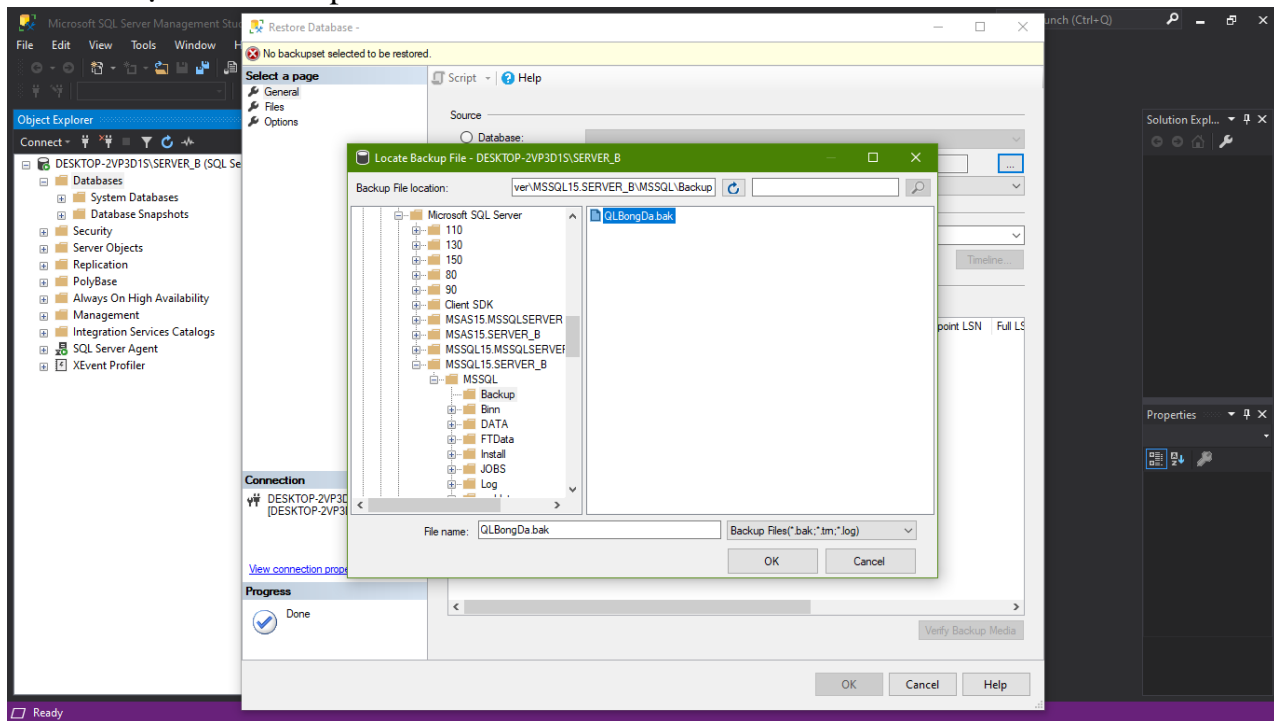 Microsoft SQL Server Management Stu
unch (Ctrl+Q)
File Edit View Tools Window H
Restore Database -
No backupset selected to be restored.
Select a page
General
Files
Options
Script
Help
Source
Database:
...
Timeline...
point LSN
Full LS
Connection
DESKTOP-2VP3D
[DESKTOP-2VP3I
View connection prope
Progress
Done
Verify Backup Media
OK
Cancel
Help
Object Explorer
Connect
DESKTOP-2VP3D1S\SERVER_B (SQL Se
Databases
System Databases
Database Snapshots
Security
Server Objects
Replication
PolyBase
Always On High Availability
Management
Integration Services Catalogs
SQL Server Agent
XEvent Profiler
Locate Backup File - DESKTOP-2VP3D1S\SERVER_B
Backup File location:
ver\MSSQL15.SERVER_B\MSSQL\Backup
Microsoft SQL Server
110
130
150
80
90
Client SDK
MSAS15.MSSQLSERVER
MSAS15.SERVER_B
MSSQL15.MSSQLSERVER
MSSQL15.SERVER_B
MSSQL
Backup
Binn
DATA
FTData
Install
JOBS
Log
QLBongDa.bak
File name:
QLBongDa.bak
Backup Files(*.bak;*.trn;*.log)
OK
Cancel
Solution Expl...
Properties
Ready